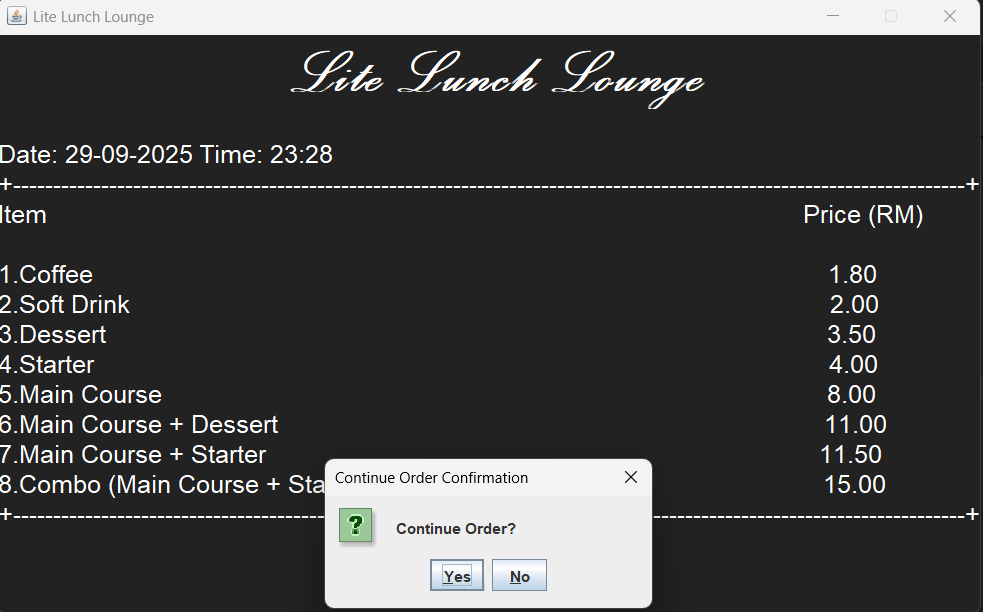 Lite Lunch Lounge
Lite Lunch Lounge
Date: 29-09-2025 Time: 23:28
+----------------------------------------------------------------------------------------------------------------------+
Item Price (RM)
1.Coffee 1.80
2.Soft Drink 2.00
3.Dessert 3.50
4.Starter 4.00
5.Main Course 8.00
6.Main Course + Dessert 11.00
7.Main Course + Starter 11.50
8.Combo (Main Course + Sta 15.00
+----------------------------------------------------------------------------------------------------------------------+
Continue Order Confirmation
?
Continue Order?
Yes No